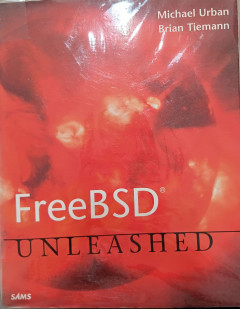 Michael Urban
Brian Tiemann
FreeBSD®
UNLEASHED
SAMS